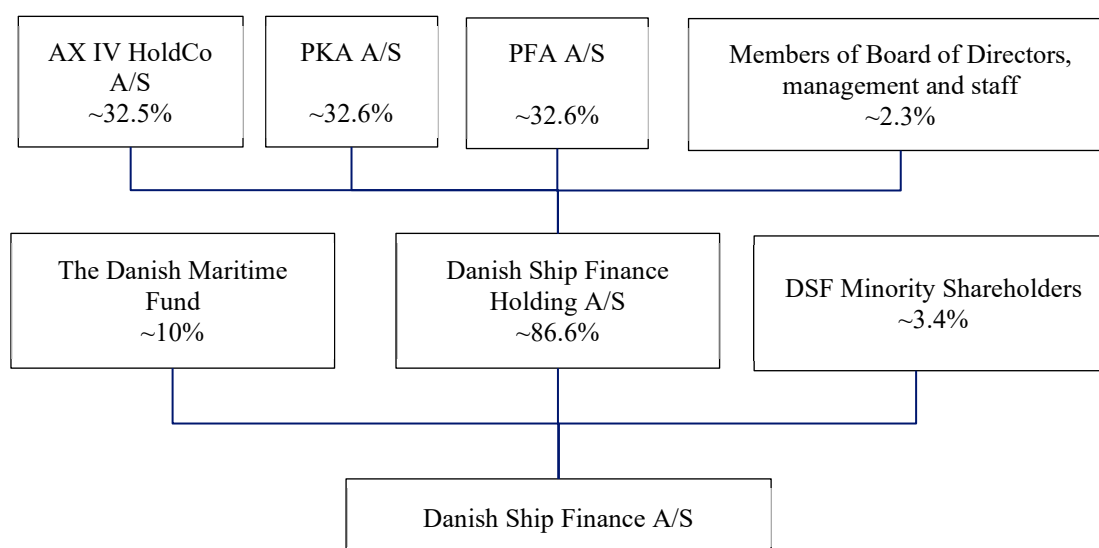 AX IV HoldCo
A/S
~32.5%
PKA A/S
~32.6%
PFA A/S
~32.6%
Members of Board of Directors,
management and staff
~2.3%
The Danish Maritime
Fund
~10%
Danish Ship Finance
Holding A/S
~86.6%
DSF Minority Shareholders
~3.4%
Danish Ship Finance A/S